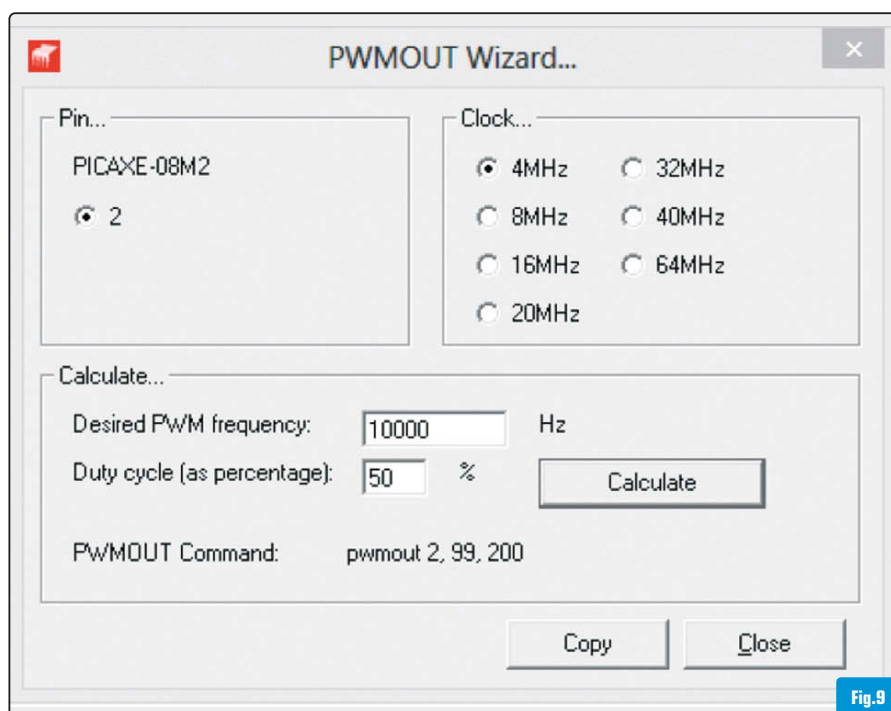 PWMOUT Wizard...
Pin...
PICAXE-08M2
2
Clock...
4MHz
32MHz
8MHz
40MHz
16MHz
64MHz
20MHz
Calculate...
Desired PWM frequency: 10000 Hz
Duty cycle (as percentage): 50 % Calculate
PWMOUT Command: pwmout 2, 99, 200
Copy Close
Fig.9